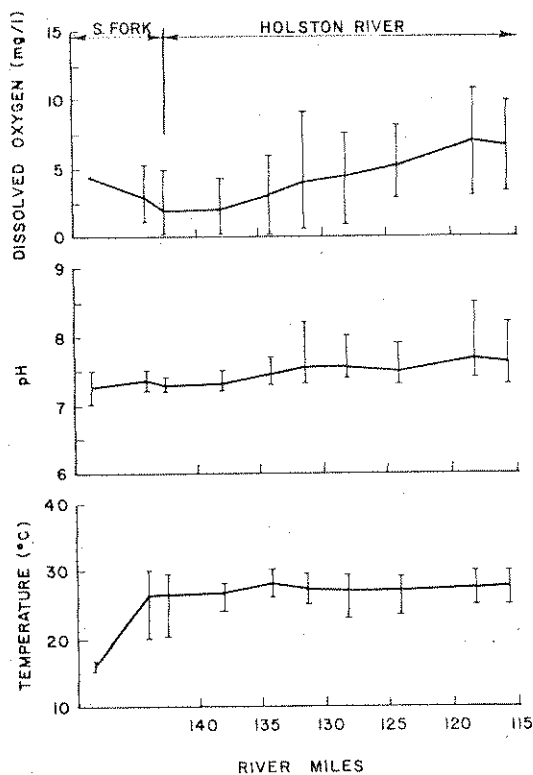 S. FORK
HOLSTON RIVER
DISSOLVED OXYGEN (mg/l)
15
10
5
0
pH
9
8
7
6
TEMPERATURE (°C)
40
30
20
10
140 135 130 125 120 115
RIVER MILES